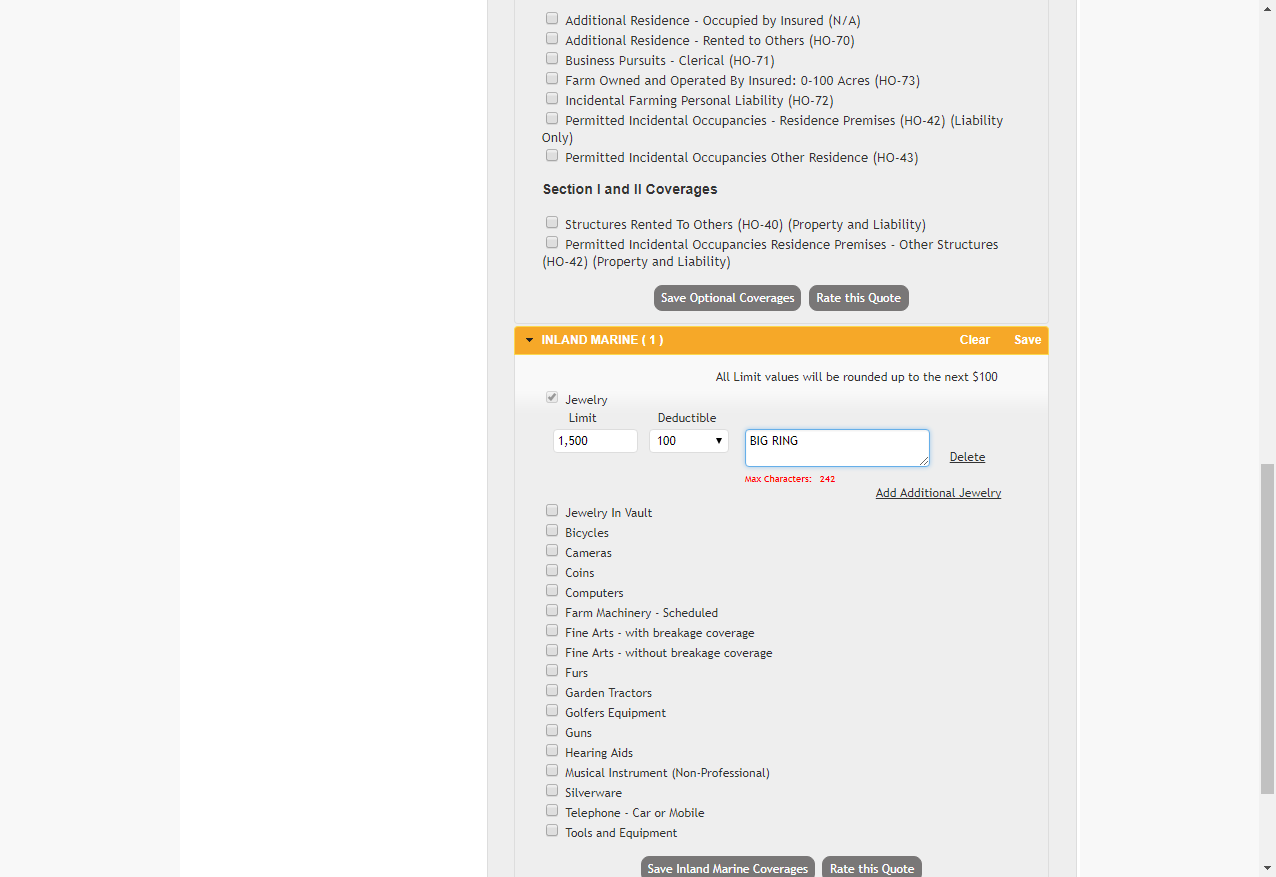 Additional Residence - Occupied by Insured (N/A)
Additional Residence - Rented to Others (HO-70)
Business Pursuits - Clerical (HO-71)
Farm Owned and Operated By Insured: 0-100 Acres (HO-73)
Incidental Farming Personal Liability (HO-72)
Permitted Incidental Occupancies - Residence Premises (HO-42) (Liability
Only)
Permitted Incidental Occupancies Other Residence (HO-43)
Section I and II Coverages
Structures Rented To Others (HO-40) (Property and Liability)
Permitted Incidental Occupancies Residence Premises - Other Structures
(HO-42) (Property and Liability)
Save Optional Coverages Rate this Quote
INLAND MARINE ( 1 ) Clear Save
All Limit values will be rounded up to the next $100
Jewelry
Limit Deductible
1,500 100 BIG RING
Delete
Max Characters: 242
Add Additional Jewelry
Jewelry In Vault
Bicycles
Cameras
Coins
Computers
Farm Machinery - Scheduled
Fine Arts - with breakage coverage
Fine Arts - without breakage coverage
Furs
Garden Tractors
Golfers Equipment
Guns
Hearing Aids
Musical Instrument (Non-Professional)
Silverware
Telephone - Car or Mobile
Tools and Equipment
Save Inland Marine Coverages Rate this Quote